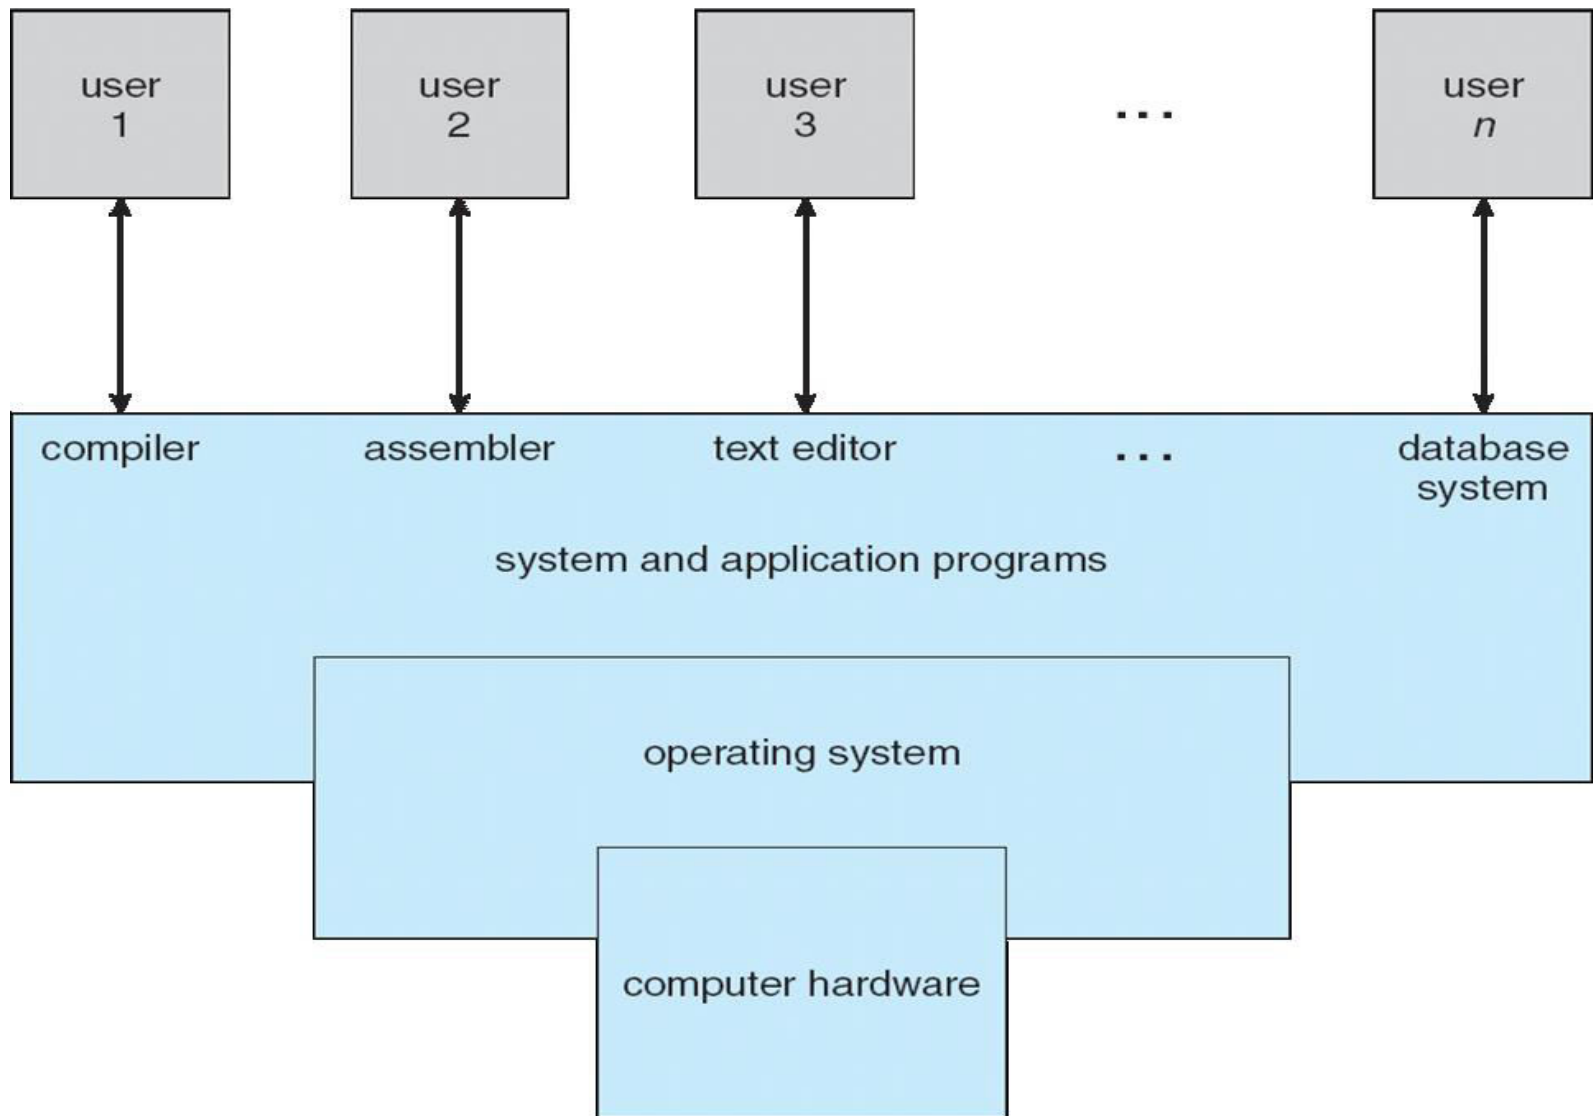 user
1
user
2
user
3
...
user
n
compiler
assembler
text editor
...
database
system
system and application programs
operating system
computer hardware